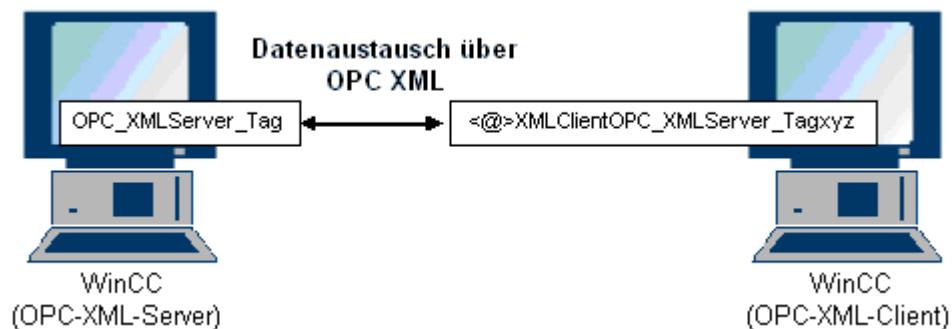 Datenaustausch über
OPC XML
OPC_XMLServer_Tag
<@>XMLClientOPC_XMLServer_Tagxyz
WinCC
(OPC-XML-Server)
WinCC
(OPC-XML-Client)